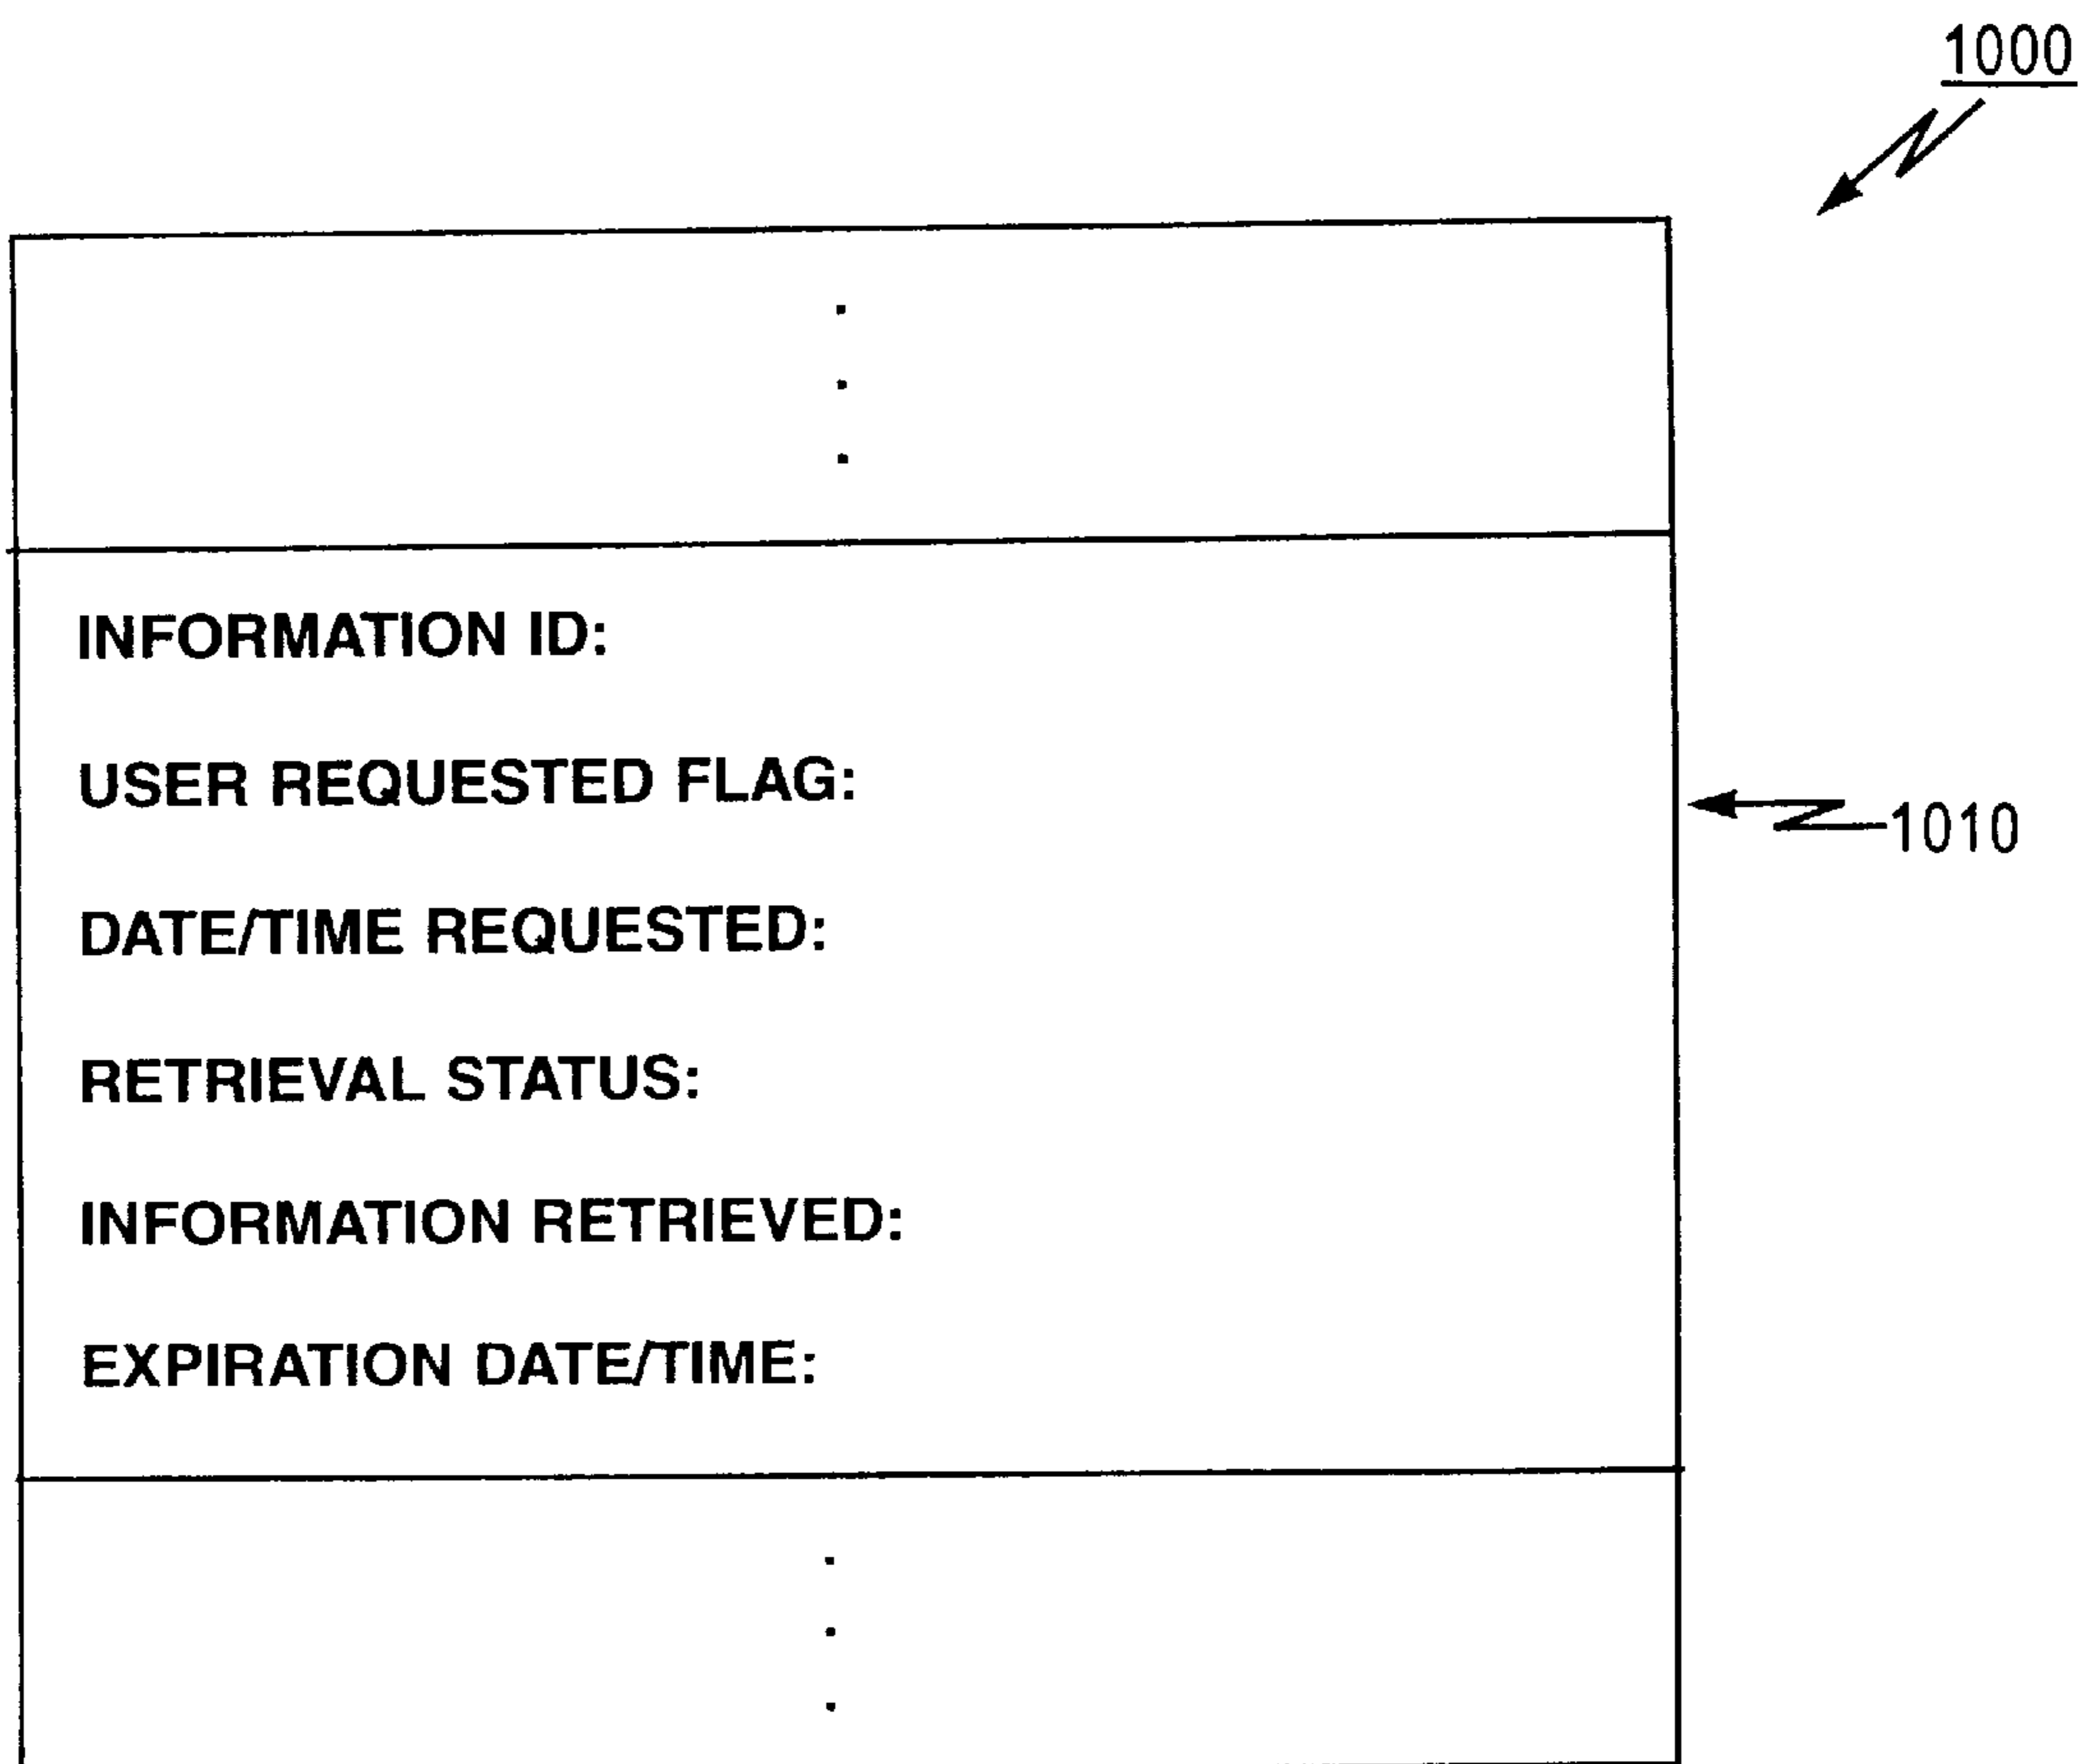 1000
INFORMATION ID:
USER REQUESTED FLAG:
1010
DATE/TIME REQUESTED:
RETRIEVAL STATUS:
INFORMATION RETRIEVED:
EXPIRATION DATE/TIME: